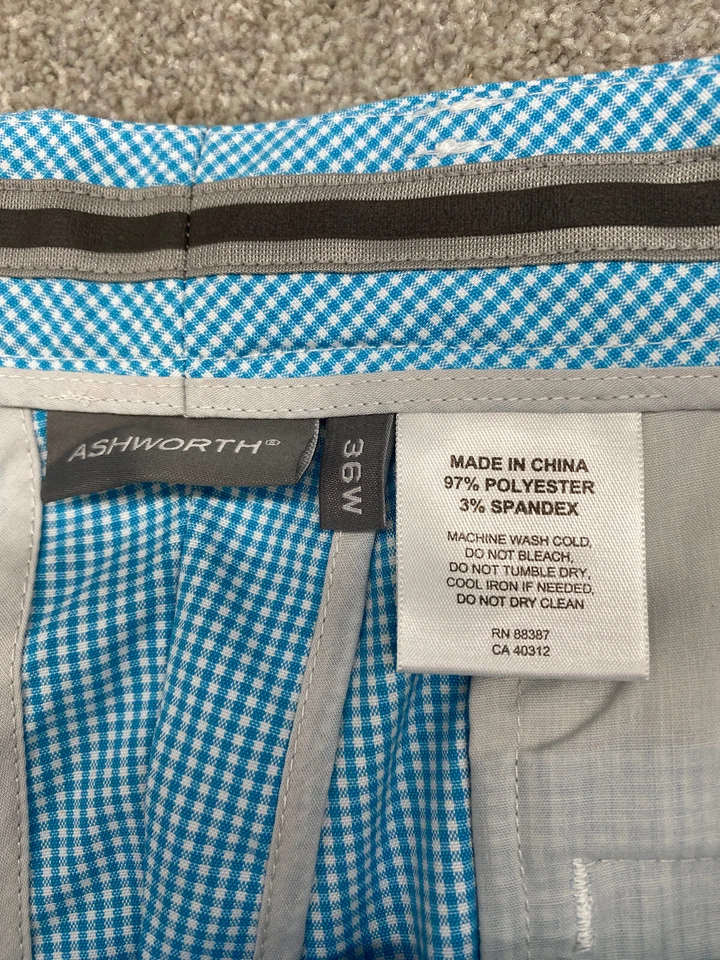 ASHWORTH®
36W
MADE IN CHINA
97% POLYESTER
3% SPANDEX
MACHINE WASH COLD,
DO NOT BLEACH,
DO NOT TUMBLE DRY,
COOL IRON IF NEEDED,
DO NOT DRY CLEAN
RN 88387
CA 40312